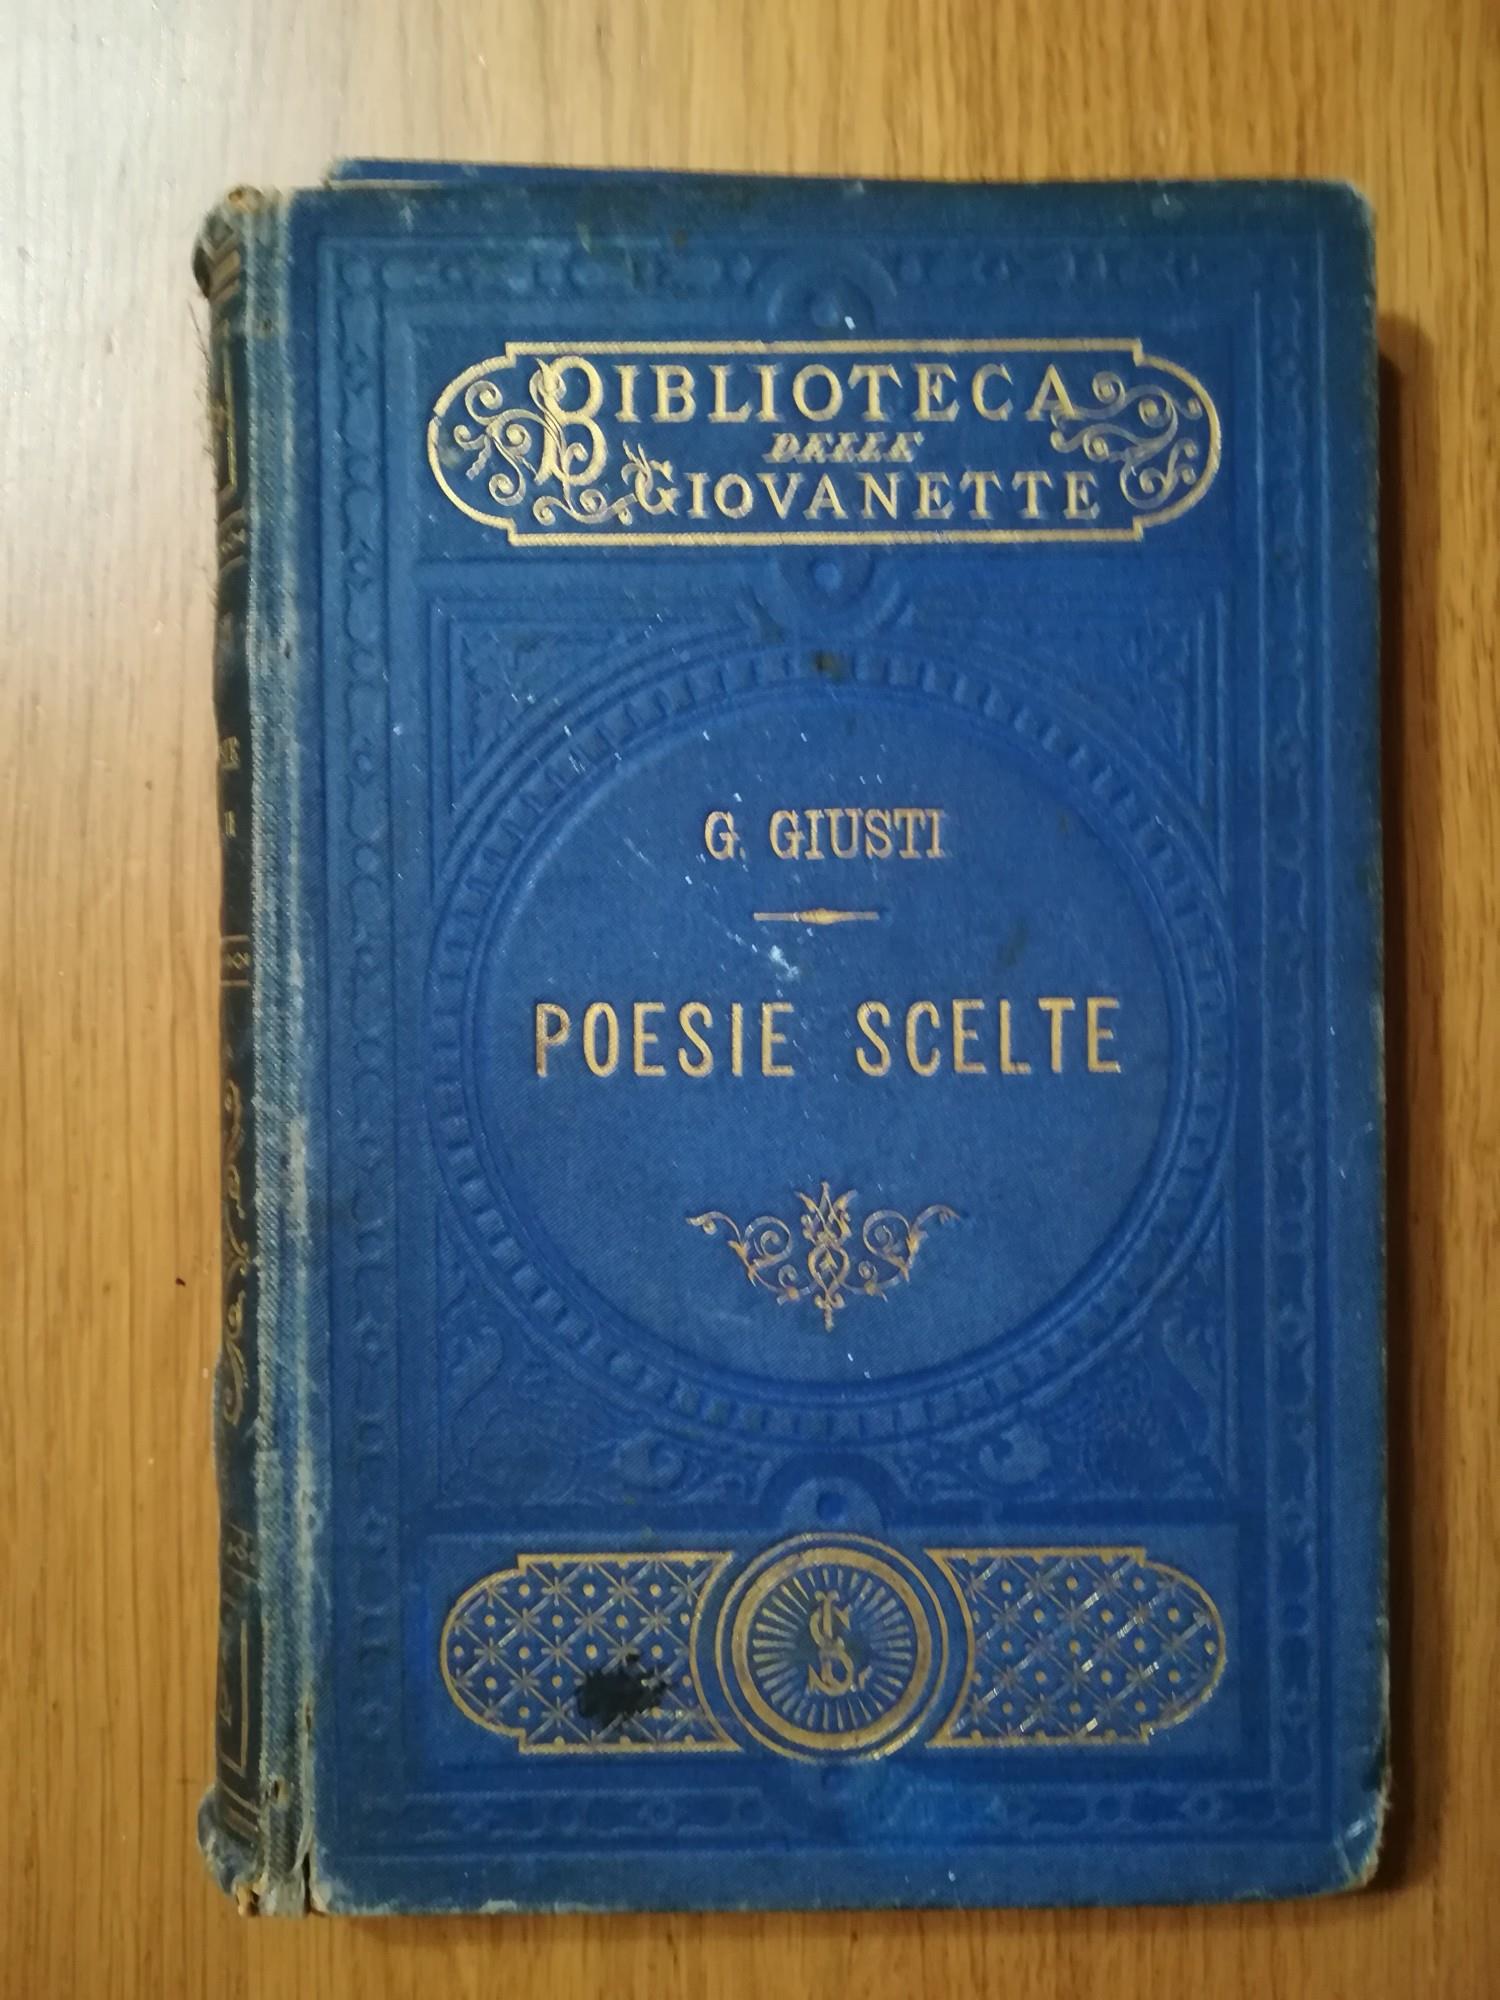 BIBLIOTECA
DELLE
GIOVANETTE
G. GIUSTI
POESIE SCELTE